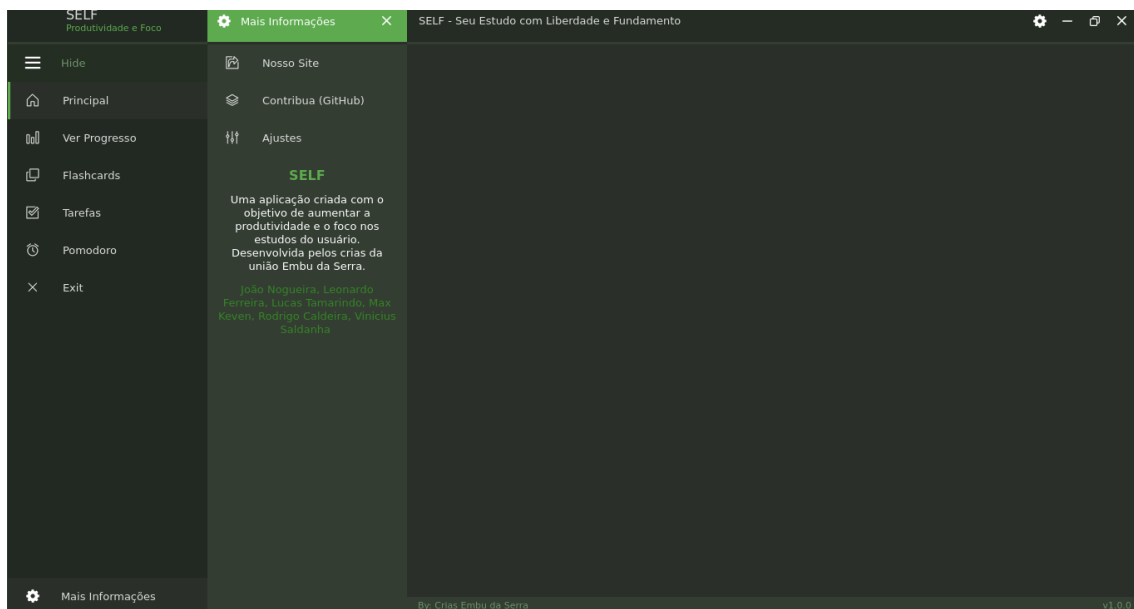 SELF
Produtividade e Foco
Hide
Principal
Ver Progresso
Flashcards
Tarefas
Pomodoro
Exit
Mais Informações
Mais Informações
Nosso Site
Contribua (GitHub)
Ajustes
SELF
Uma aplicação criada com o
objetivo de aumentar a
produtividade e o foco nos
estudos do usuário.
Desenvolvida pelos crias da
união Embu da Serra.
João Nogueira, Leonardo
Ferreira, Lucas Tamarindo, Max
Keven, Rodrigo Caldeira, Vinicius
Saldanha
SELF - Seu Estudo com Liberdade e Fundamento
By: Crias Embu da Serra
v1.0.0